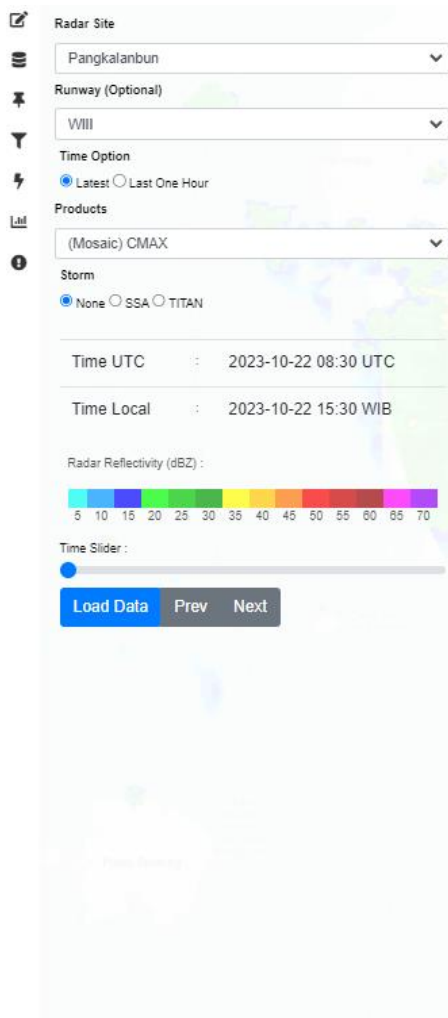 Radar Site
Pangkalanbun
Runway (Optional)
WIII
Time Option
Latest Last One Hour
Products
(Mosaic) CMAX
Storm
None SSA TITAN
Time UTC : 2023-10-22 08:30 UTC
Time Local : 2023-10-22 15:30 WIB
Radar Reflectivity (dBZ) :
5 10 15 20 25 30 35 40 45 50 55 60 65 70
Time Slider :
Load Data Prev Next